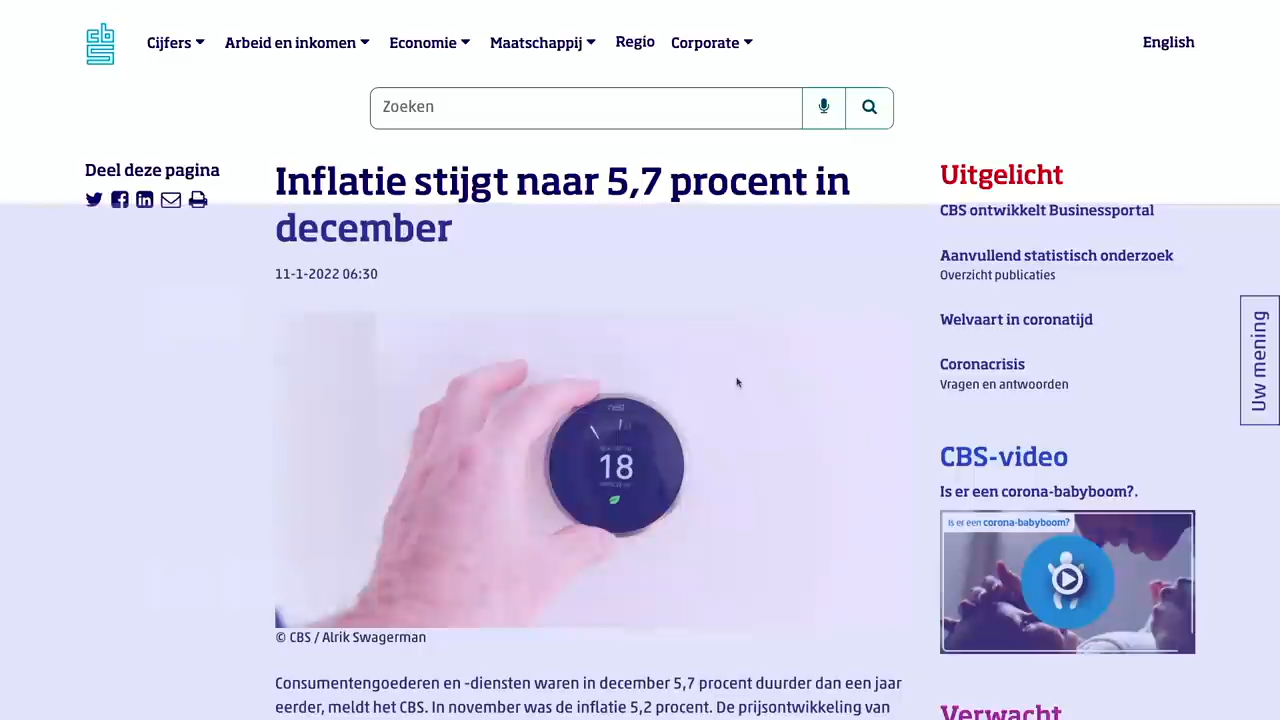 cbs
Cijfers
Arbeid en inkomen
Economie
Maatschappij
Regio
Corporate
English
Zoeken
Deel deze pagina
Inflatie stijgt naar 5,7 procent in
december
11-1-2022 06:30
nest
18
© CBS / Alrik Swagerman
Consumentengoederen en -diensten waren in december 5,7 procent duurder dan een jaar
eerder, meldt het CBS. In november was de inflatie 5,2 procent. De prijsontwikkeling van
Uitgelicht
CBS ontwikkelt Businessportal
Aanvullend statistisch onderzoek
Overzicht publicaties
Welvaart in coronatijd
Coronacrisis
Vragen en antwoorden
CBS-video
Is er een corona-babyboom?.
Is er een corona-babyboom?
Verwacht
Uw mening